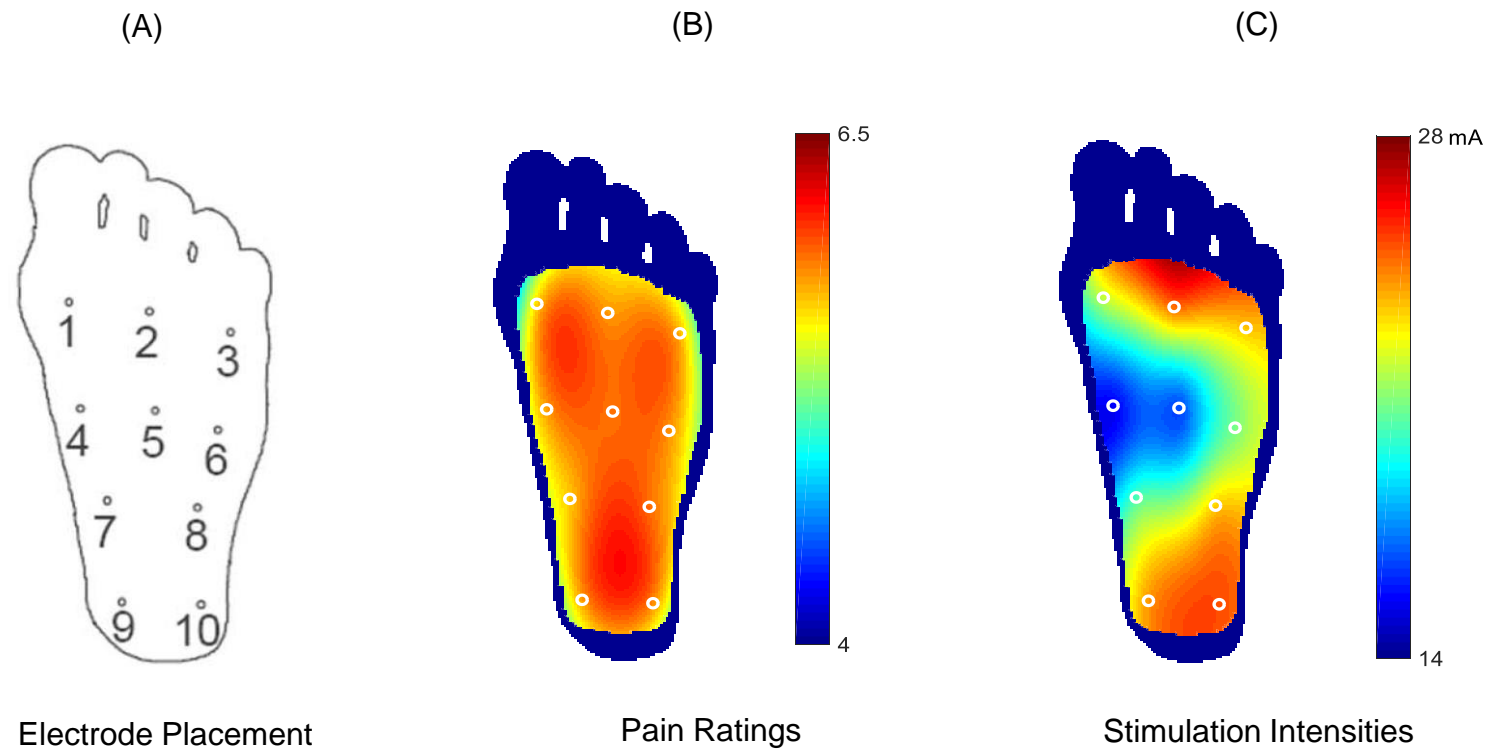 (A)
(B)
(C)
6.5
28 mA
1
2
3
4
5
6
7
8
9
10
4
14
Electrode Placement
Pain Ratings
Stimulation Intensities